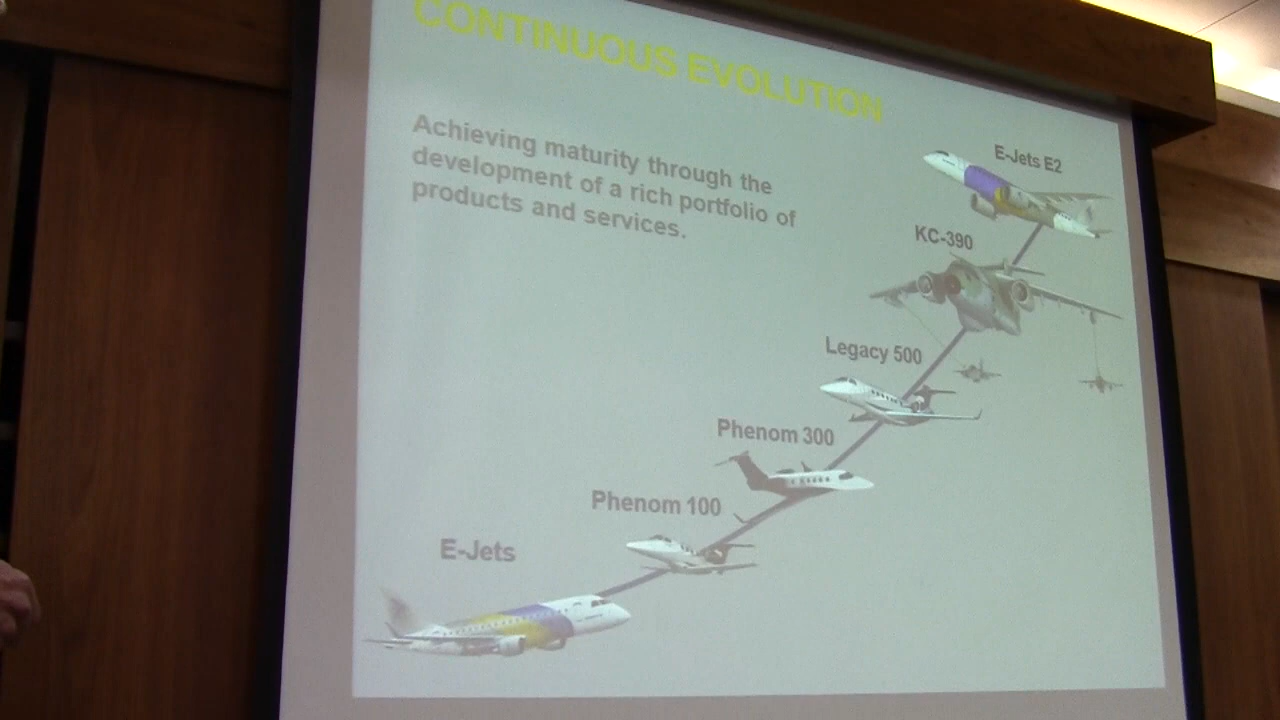 CONTINUOUS EVOLUTION
Achieving maturity through the
development of a rich portfolio of
products and services.
E-Jets E2
KC-390
Legacy 500
Phenom 300
Phenom 100
E-Jets